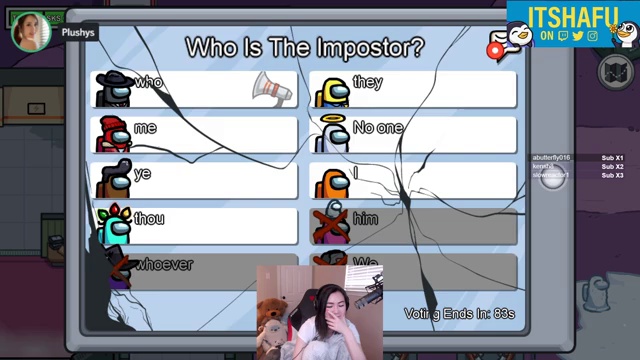 Plushys
ITSHAFU
ON
Who Is The Impostor?
who
they
me
No one
ye
I
thou
him
whoever
We
abutterfly016 Sub X1
Sub X2
slowreactor1 Sub X3
Voting Ends In: 83s